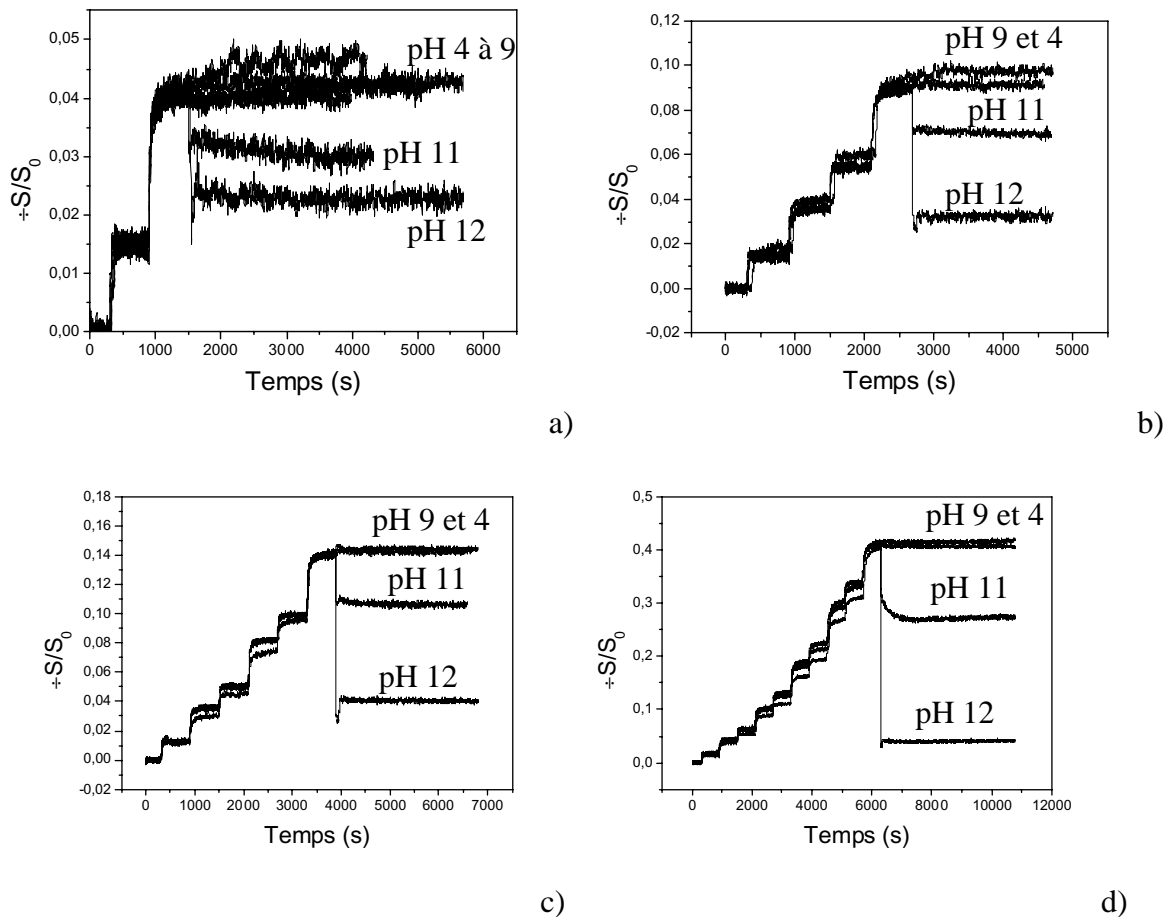 0,05
0,04
0,03
0,02
0,01
0,00
÷S/S0
pH 4 à 9
pH 11
pH 12
0 1000 2000 3000 4000 5000 6000
Temps (s)
a)
0,12
0,10
0,08
0,06
0,04
0,02
0,00
-0,02
÷S/S0
pH 9 et 4
pH 11
pH 12
0 1000 2000 3000 4000 5000
Temps (s)
b)
0,18
0,16
0,14
0,12
0,10
0,08
0,06
0,04
0,02
0,00
-0,02
÷S/S0
pH 9 et 4
pH 11
pH 12
0 1000 2000 3000 4000 5000 6000 7000
Temps (s)
c)
0,5
0,4
0,3
0,2
0,1
0,0
÷S/S0
pH 9 et 4
pH 11
pH 12
0 2000 4000 6000 8000 10000 12000
Temps (s)
d)